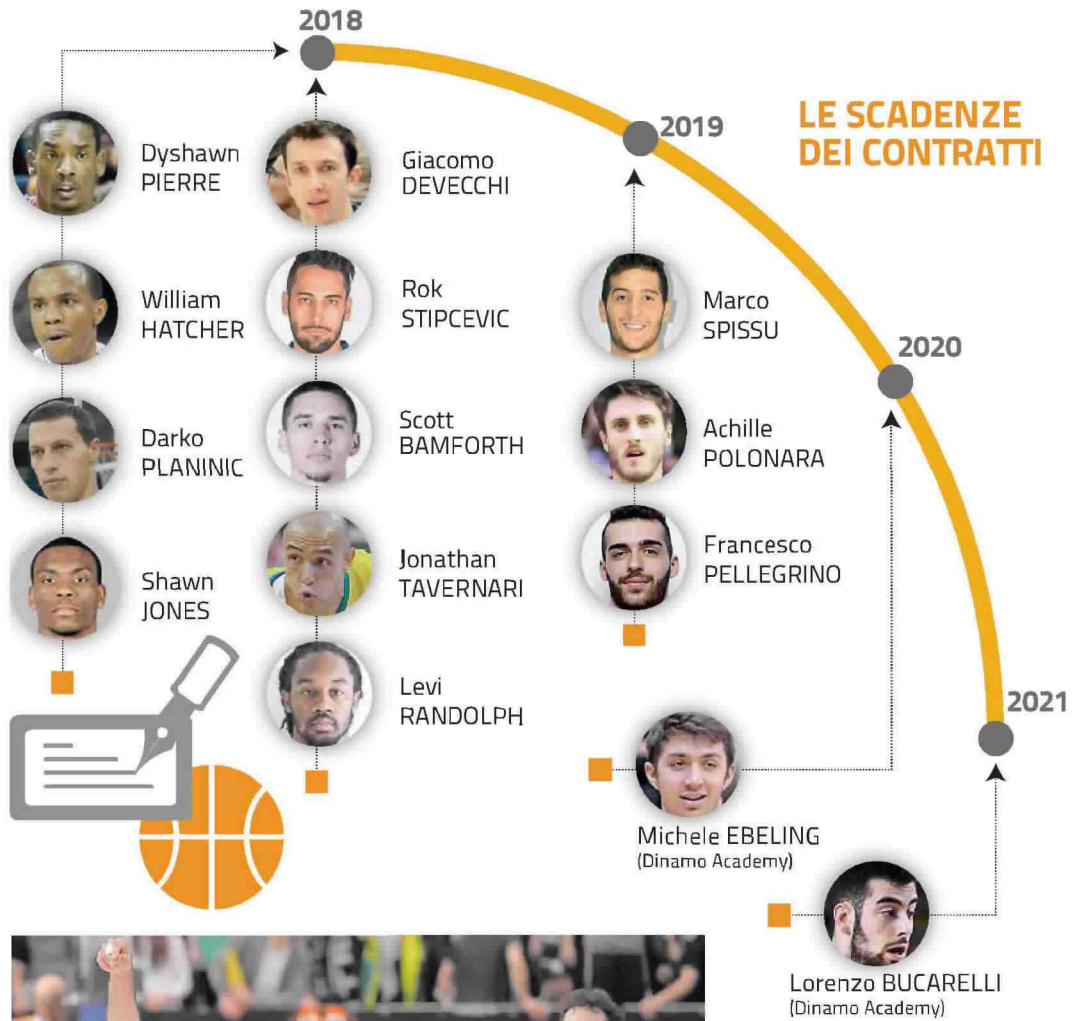 2018
2019
LE SCADENZE
DEI CONTRATTI
Dyshawn
PIERRE
Giacomo
DEVECCHI
William
HATCHER
Rok
STIPCEVIC
Marco
SPISSU
2020
Darko
PLANINIC
Scott
BAMFORTH
Achille
POLONARA
Shawn
JONES
Jonathan
TAVERNARI
Francesco
PELLEGRINO
Levi
RANDOLPH
2021
Michele EBELING
(Dinamo Academy)
Lorenzo BUCARELLI
(Dinamo Academy)